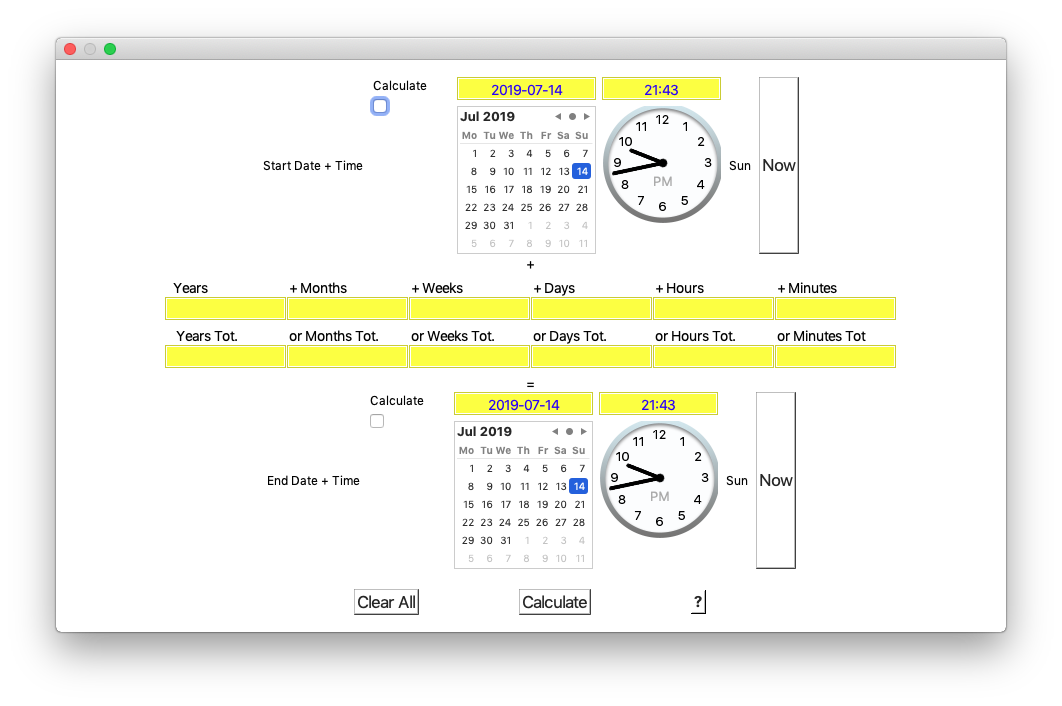 Calculate
2019-07-14 21:43
Jul 2019
Mo Tu We Th Fr Sa Su
1 2 3 4 5 6 7
8 9 10 11 12 13 14
15 16 17 18 19 20 21
22 23 24 25 26 27 28
29 30 31 1 2 3 4
5 6 7 8 9 10 11
12 1 2 3 4 5 6 7 8 9 10 11
PM
Start Date + Time
Sun
Now
+
Years + Months + Weeks + Days + Hours + Minutes
Years Tot. or Months Tot. or Weeks Tot. or Days Tot. or Hours Tot. or Minutes Tot
=
Calculate
2019-07-14 21:43
Jul 2019
Mo Tu We Th Fr Sa Su
1 2 3 4 5 6 7
8 9 10 11 12 13 14
15 16 17 18 19 20 21
22 23 24 25 26 27 28
29 30 31 1 2 3 4
5 6 7 8 9 10 11
12 1 2 3 4 5 6 7 8 9 10 11
PM
End Date + Time
Sun
Now
Clear All Calculate ?